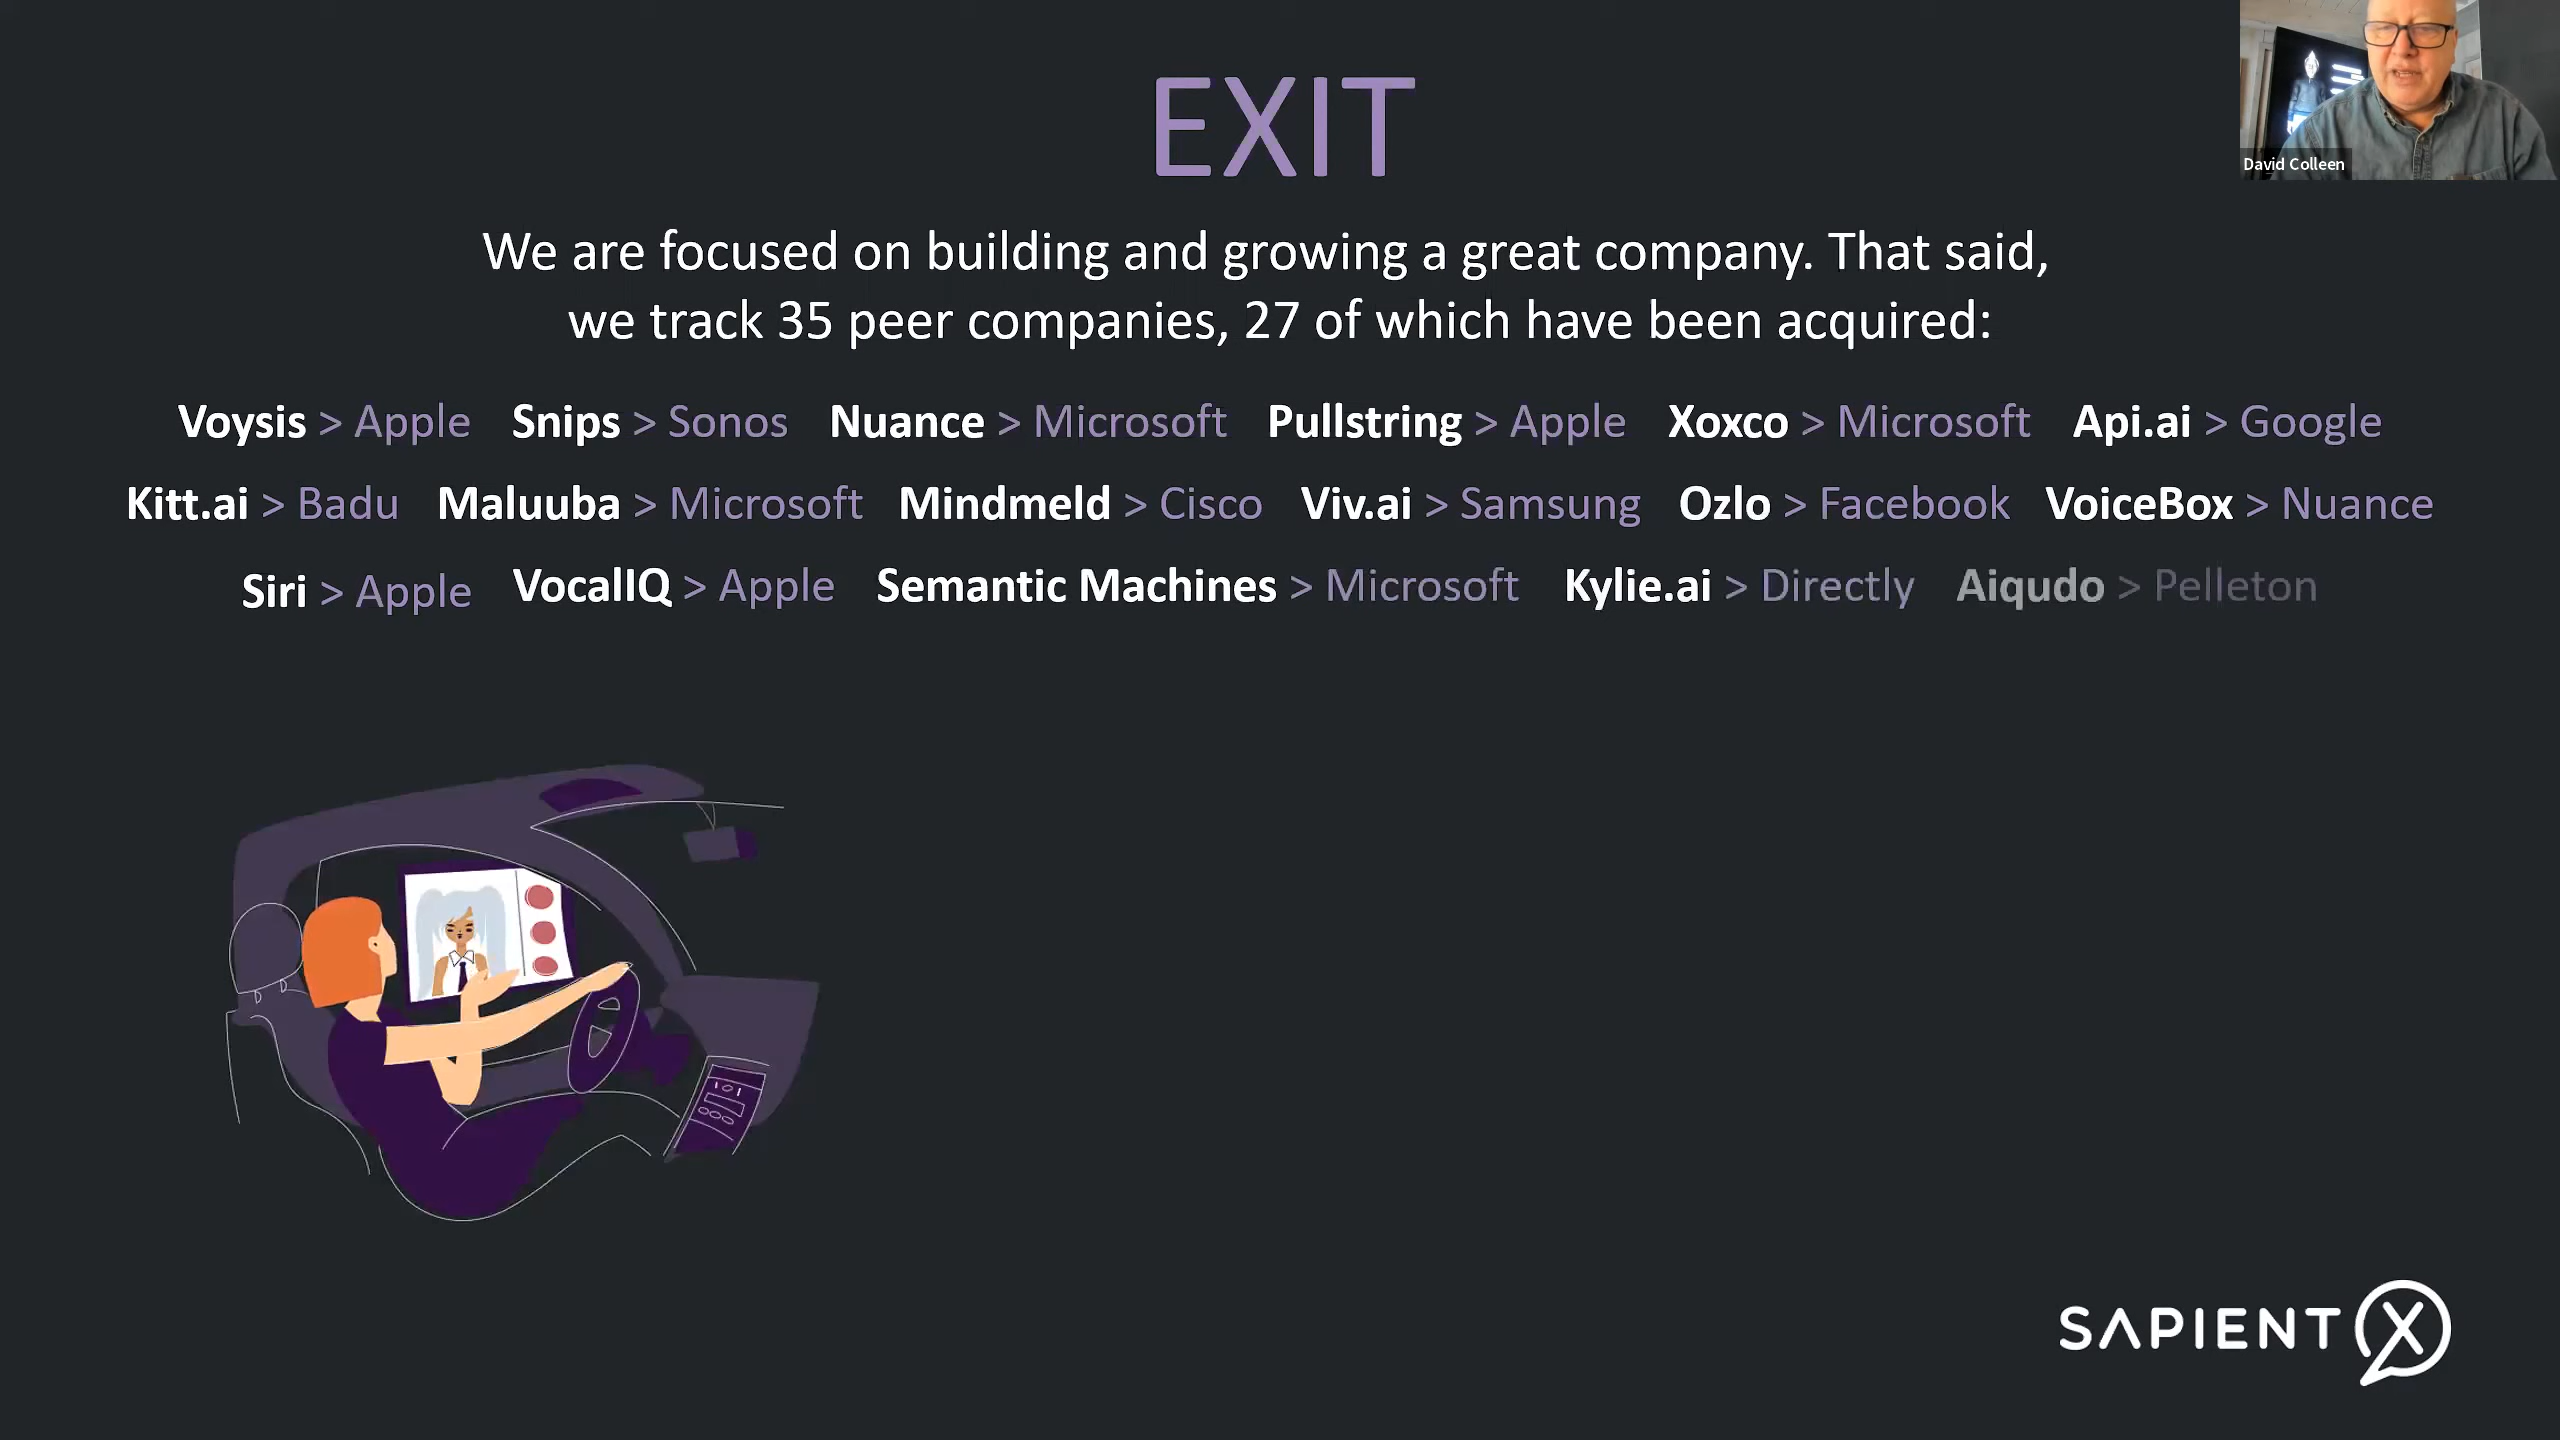 EXIT
David Colleen
We are focused on building and growing a great company. That said,
we track 35 peer companies, 27 of which have been acquired:
Voysis > Apple Snips > Sonos Nuance > Microsoft Pullstring > Apple Xoxco > Microsoft Api.ai > Google
Kitt.ai > Badu Maluuba > Microsoft Mindmeld > Cisco Viv.ai > Samsung Ozlo > Facebook VoiceBox > Nuance
Siri > Apple VocalIQ > Apple Semantic Machines > Microsoft Kylie.ai > Directly Aiqudo > Pelleton
SAPIENT X